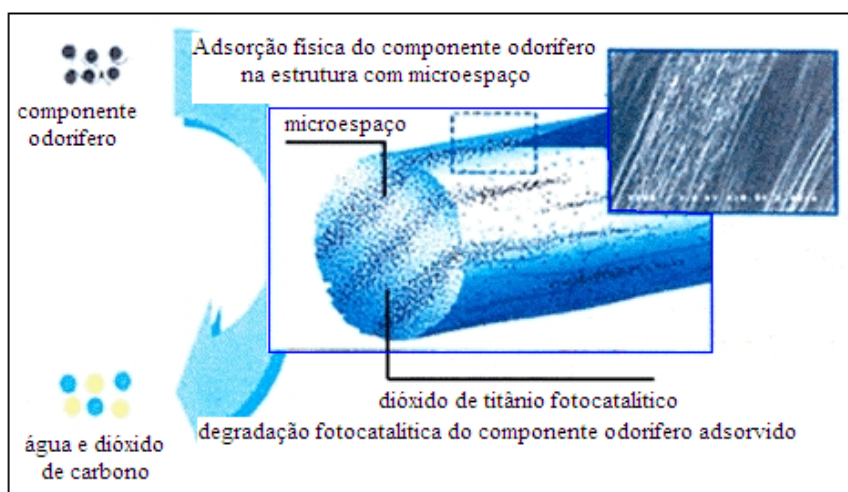 Adsorção física do componente odorífero
na estrutura com microespaço
componente
odorifero
microespaço
dióxido de titânio fotocatalítico
degradação fotocatalítica do componente odorífero adsorvido
água e dióxido
de carbono